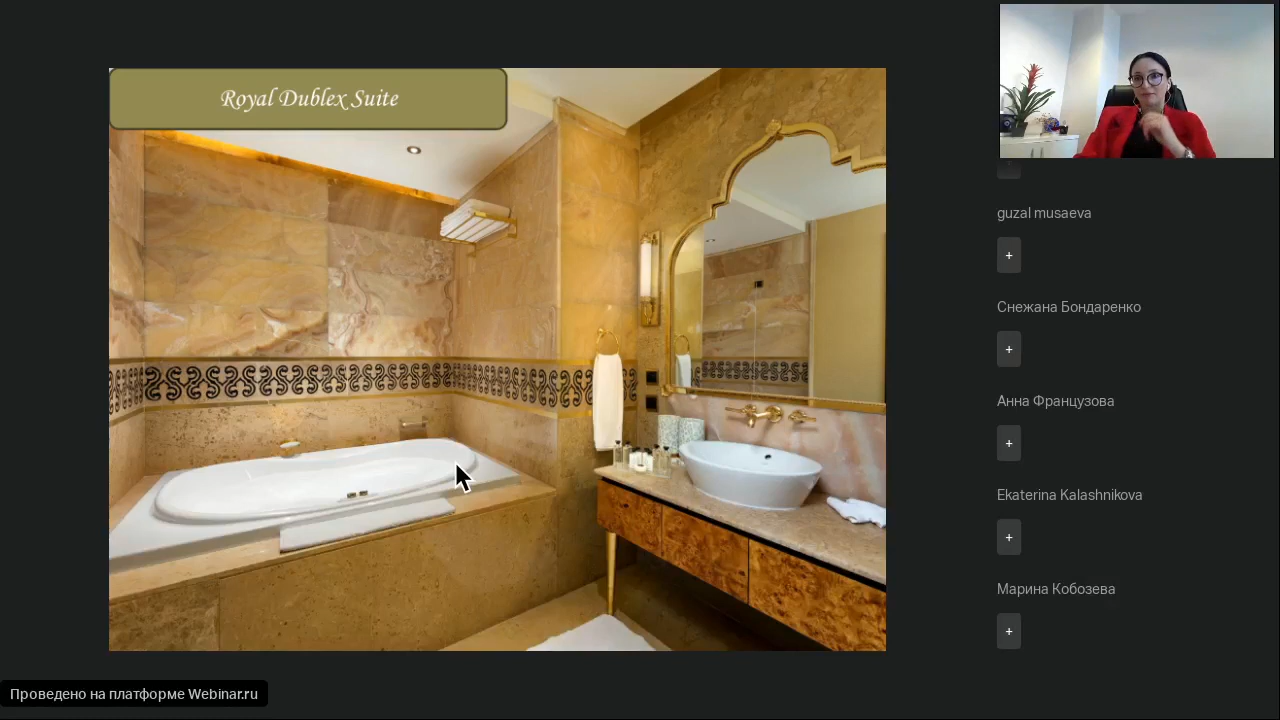 Royal Dublex Suite
guzal musaeva
+
Снежана Бондаренко
+
Анна Французова
+
Ekaterina Kalashnikova
+
Марина Кобозева
+
Проведено на платформе Webinar.ru